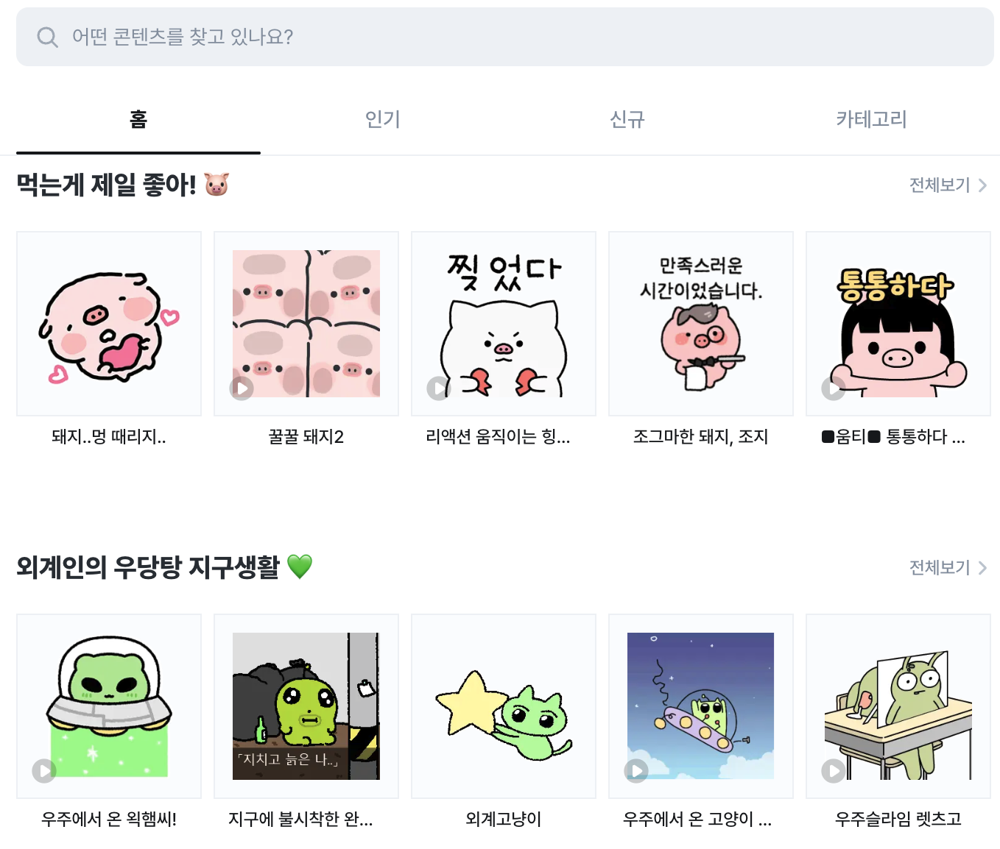 어떤 콘텐츠를 찾고 있나요?
홈
인기
신규
카테고리
먹는게 제일 좋아! 🐷
전체보기
찢었다
만족스러운
시간이었습니다.
통통하다
돼지..멍 때리지..
꿀꿀 돼지2
리액션 움직이는 힝...
조그마한 돼지, 조지
■움티■ 통통하다 ...
외계인의 우당탕 지구생활 💚
전체보기
「지치고 늙은 나..」
우주에서 온 왹햄씨!
지구에 불시착한 완...
외계고냥이
우주에서 온 고양이 ...
우주슬라임 렛츠고